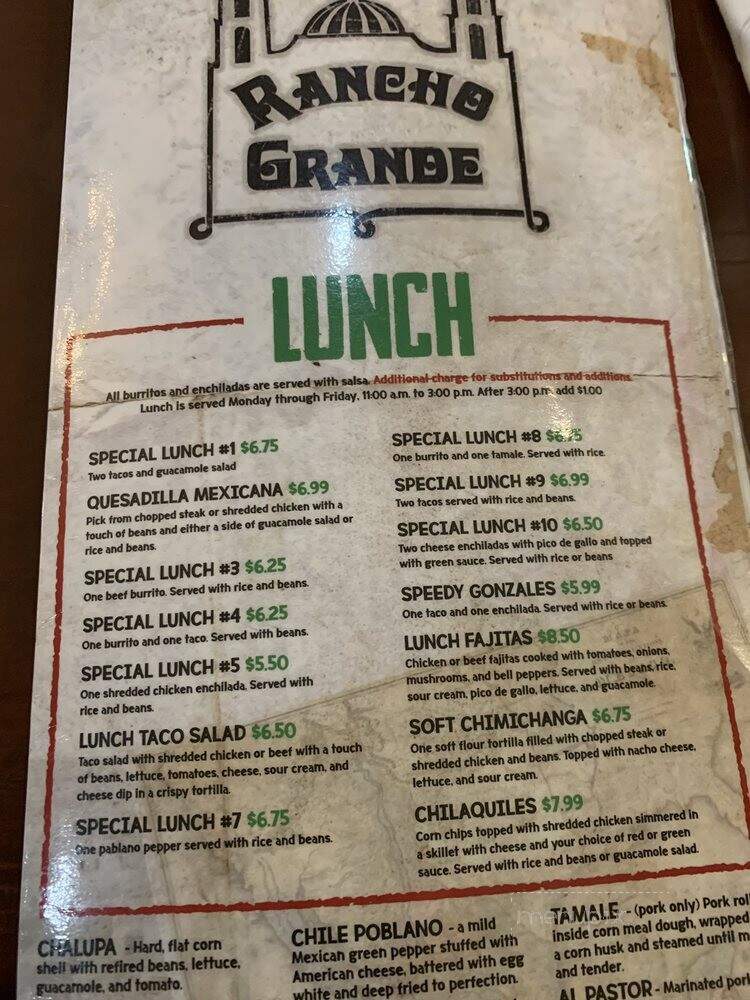 RANCHO
GRANDE
LUNCH
All burritos and enchiladas are served with salsa. Additional charge for substitutions and additions.
Lunch is served Monday through Friday, 11:00 a.m. to 3:00 p.m. After 3:00 p.m. add $1.00
SPECIAL LUNCH #1 $6.75
Two tacos and guacamole salad
QUESADILLA MEXICANA $6.99
Pick from chopped steak or shredded chicken with a
touch of beans and either a side of guacamole salad or
rice and beans.
SPECIAL LUNCH #3 $6.25
One beef burrito. Served with rice and beans.
SPECIAL LUNCH #4 $6.25
One burrito and one taco. Served with beans.
SPECIAL LUNCH #5 $5.50
One shredded chicken enchilada. Served with
rice and beans.
LUNCH TACO SALAD $6.50
Taco salad with shredded chicken or beef with a touch
of beans, lettuce, tomatoes, cheese, sour cream, and
cheese dip in a crispy tortilla.
SPECIAL LUNCH #7 $6.75
One pablano pepper served with rice and beans.
SPECIAL LUNCH #8 $6.75
One burrito and one tamale. Served with rice.
SPECIAL LUNCH #9 $6.99
Two tacos served with rice and beans.
SPECIAL LUNCH #10 $6.50
Two cheese enchiladas with pico de gallo and topped
with green sauce. Served with rice or beans
SPEEDY GONZALES $5.99
One taco and one enchilada. Served with rice or beans.
LUNCH FAJITAS $8.50
Chicken or beef fajitas cooked with tomatoes, onions,
mushrooms, and bell peppers. Served with beans, rice,
sour cream, pico de gallo, lettuce, and guacamole.
SOFT CHIMICHANGA $6.75
One soft flour tortilla filled with chopped steak or
shredded chicken and beans. Topped with nacho cheese,
lettuce, and sour cream.
CHILAQUILES $7.99
Corn chips topped with shredded chicken simmered in
a skillet with cheese and your choice of red or green
sauce. Served with rice and beans or guacamole salad.
CHALUPA - Hard, flat corn
shell with refired beans, lettuce,
guacamole, and tomato.
CHILE POBLANO - a mild
Mexican green pepper stuffed with
American cheese, battered with egg
white and deep fried to perfection.
TAMALE - (pork only) Pork
inside corn meal dough, wrapped
a corn husk and steamed until
and tender.
AL PASTOR - Marinated